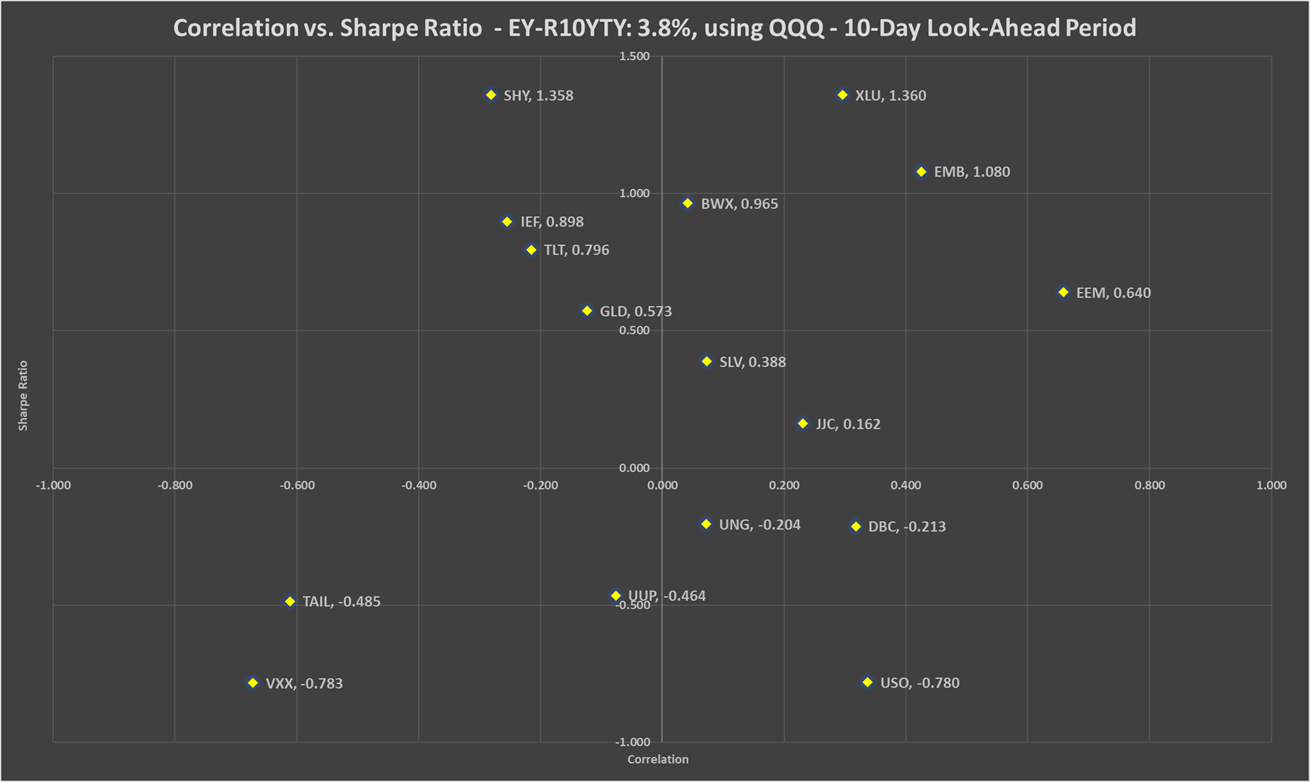 Correlation vs. Sharpe Ratio - EY-R10YTY: 3.8%, using QQQ - 10-Day Look-Ahead Period
1.500
SHY, 1.358
XLU, 1.360
EMB, 1.080
1.000
BWX, 0.965
IEF, 0.898
TLT, 0.796
EEM, 0.640
GLD, 0.573
0.500
SLV, 0.388
Sharpe Ratio
JJC, 0.162
0.000
-1.000 -0.800 -0.600 -0.400 -0.200 0.000 0.200 0.400 0.600 0.800 1.000
UNG, -0.204
DBC, -0.213
TAIL, -0.485
UUP, -0.464
-0.500
VXX, -0.783
USO, -0.780
-1.000
Correlation